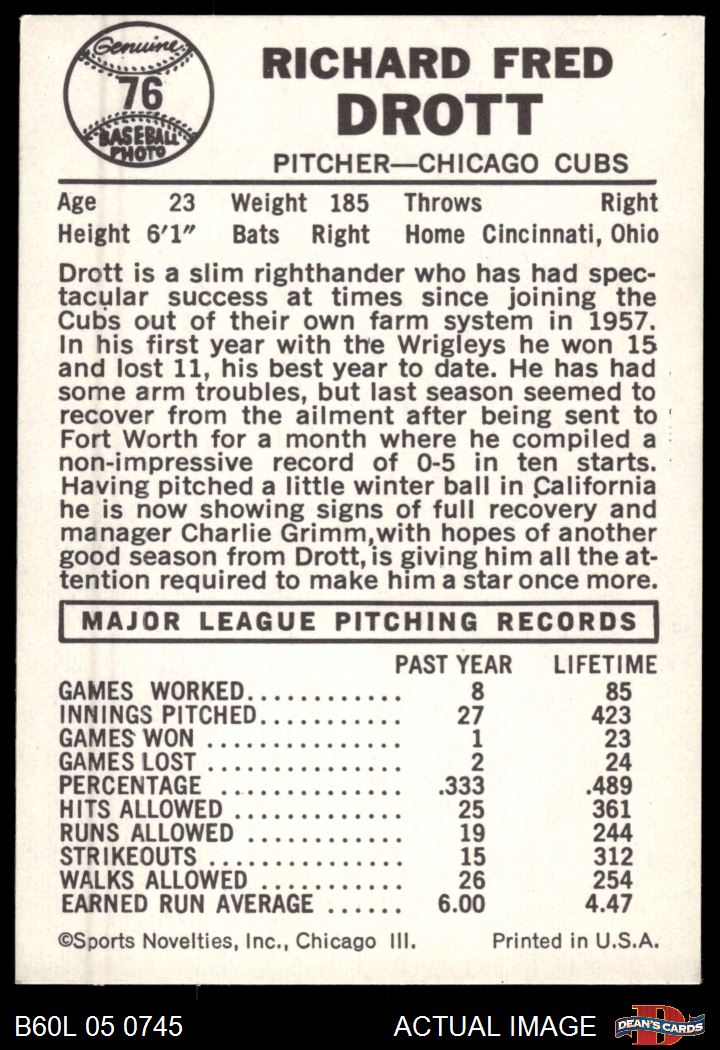 Genuine
76
BASEBALL
PHOTO
RICHARD FRED
DROTT
PITCHER—CHICAGO CUBS
Age 23 Weight 185 Throws Right
Height 6'1" Bats Right Home Cincinnati, Ohio
Drott is a slim righthander who has had spec-
tacular success at times since joining the
Cubs out of their own farm system in 1957.
In his first year with the Wrigleys he won 15
and lost 11, his best year to date. He has had
some arm troubles, but last season seemed to
recover from the ailment after being sent to
Fort Worth for a month where he compiled a
non-impressive record of 0-5 in ten starts.
Having pitched a little winter ball in California
he is now showing signs of full recovery and
manager Charlie Grimm, with hopes of another
good season from Drott, is giving him all the at-
tention required to make him a star once more.
MAJOR LEAGUE PITCHING RECORDS
PAST YEAR LIFETIME
GAMES WORKED............ 8 85
INNINGS PITCHED........... 27 423
GAMES WON ............... 1 23
GAMES LOST ............... 2 24
PERCENTAGE .............. .333 .489
HITS ALLOWED ............. 25 361
RUNS ALLOWED ............ 19 244
STRIKEOUTS ............... 15 312
WALKS ALLOWED ........... 26 254
EARNED RUN AVERAGE ...... 6.00 4.47
©Sports Novelties, Inc., Chicago Ill. Printed in U.S.A.
B60L 05 0745 ACTUAL IMAGE DEAN'S CARDS